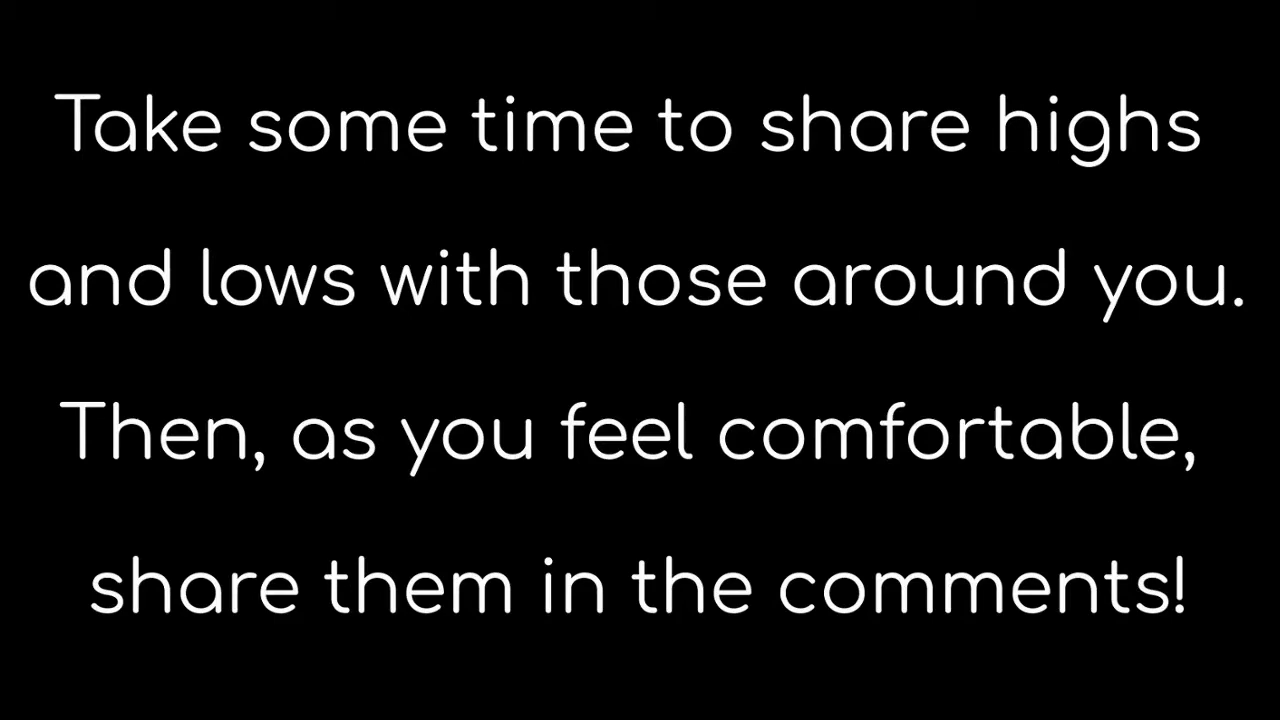 Take some time to share highs
and lows with those around you.
Then, as you feel comfortable,
share them in the comments!